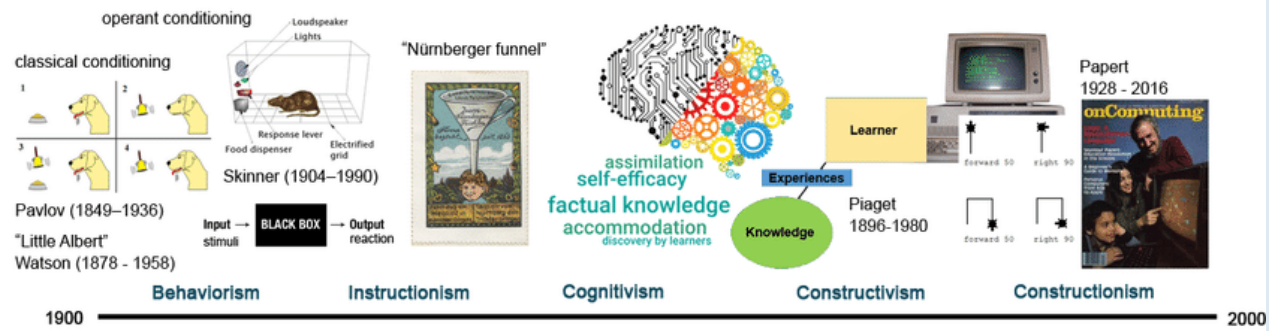 operant conditioning
Loudspeaker
Lights
classical conditioning
1
2
3
4
Response lever
Food dispenser
Electrified
grid
Skinner (1904–1990)
Pavlov (1849–1936)
"Little Albert"
Watson (1878 - 1958)
Input
stimuli
BLACK BOX
Output
reaction
"Nürnberger funnel"
assimilation
self-efficacy
factual knowledge
accommodation
discovery by learners
Learner
Experiences
Knowledge
Piaget
1896-1980
forward 50
right 90
forward 50
right 90
Papert
1928 - 2016
onComputing
Behaviorism
Instructionism
Cognitivism
Constructivism
Constructionism
1900
2000